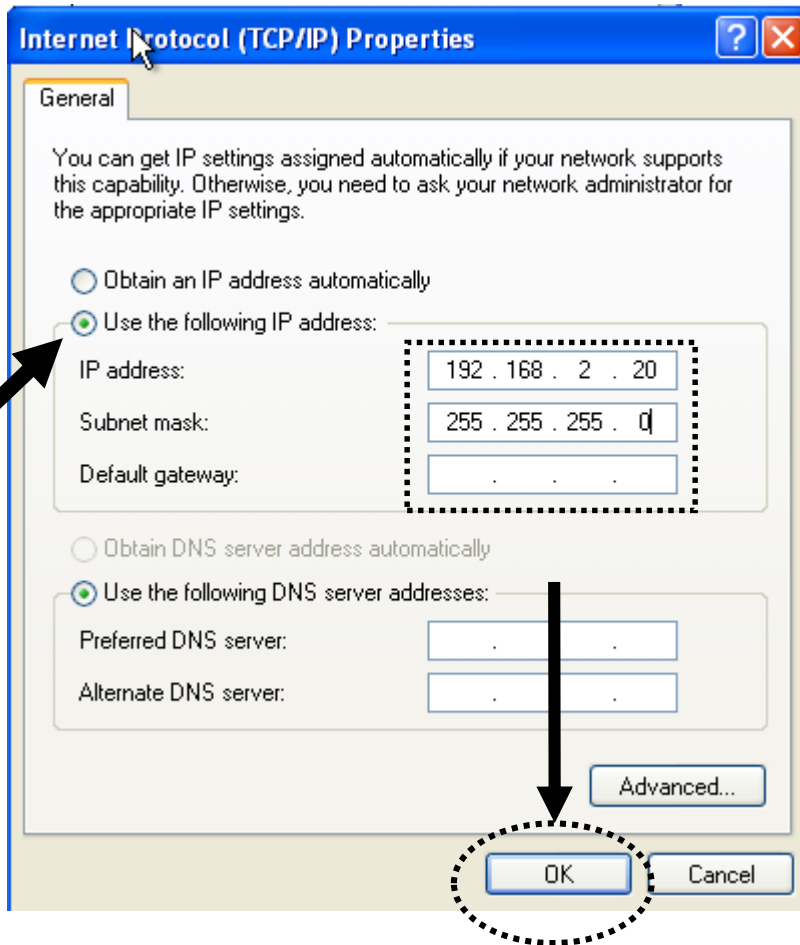 Internet Protocol (TCP/IP) Properties
General
You can get IP settings assigned automatically if your network supports
this capability. Otherwise, you need to ask your network administrator for
the appropriate IP settings.
Obtain an IP address automatically
Use the following IP address:
IP address: 192 . 168 . 2 . 20
Subnet mask: 255 . 255 . 255 . 0
Default gateway: . . .
Obtain DNS server address automatically
Use the following DNS server addresses:
Preferred DNS server: . . .
Alternate DNS server: . . .
Advanced...
OK Cancel